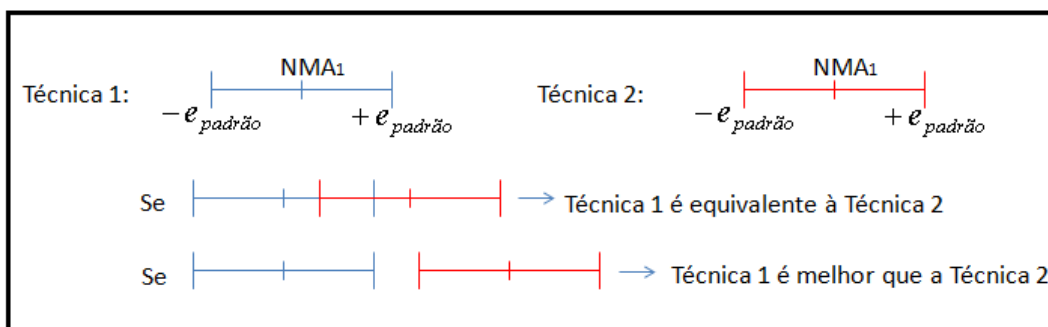 Técnica 1: NMA1 Técnica 2: NMA1
−e padrão + e padrão −e padrão + e padrão
Se Técnica 1 é equivalente à Técnica 2
Se Técnica 1 é melhor que a Técnica 2